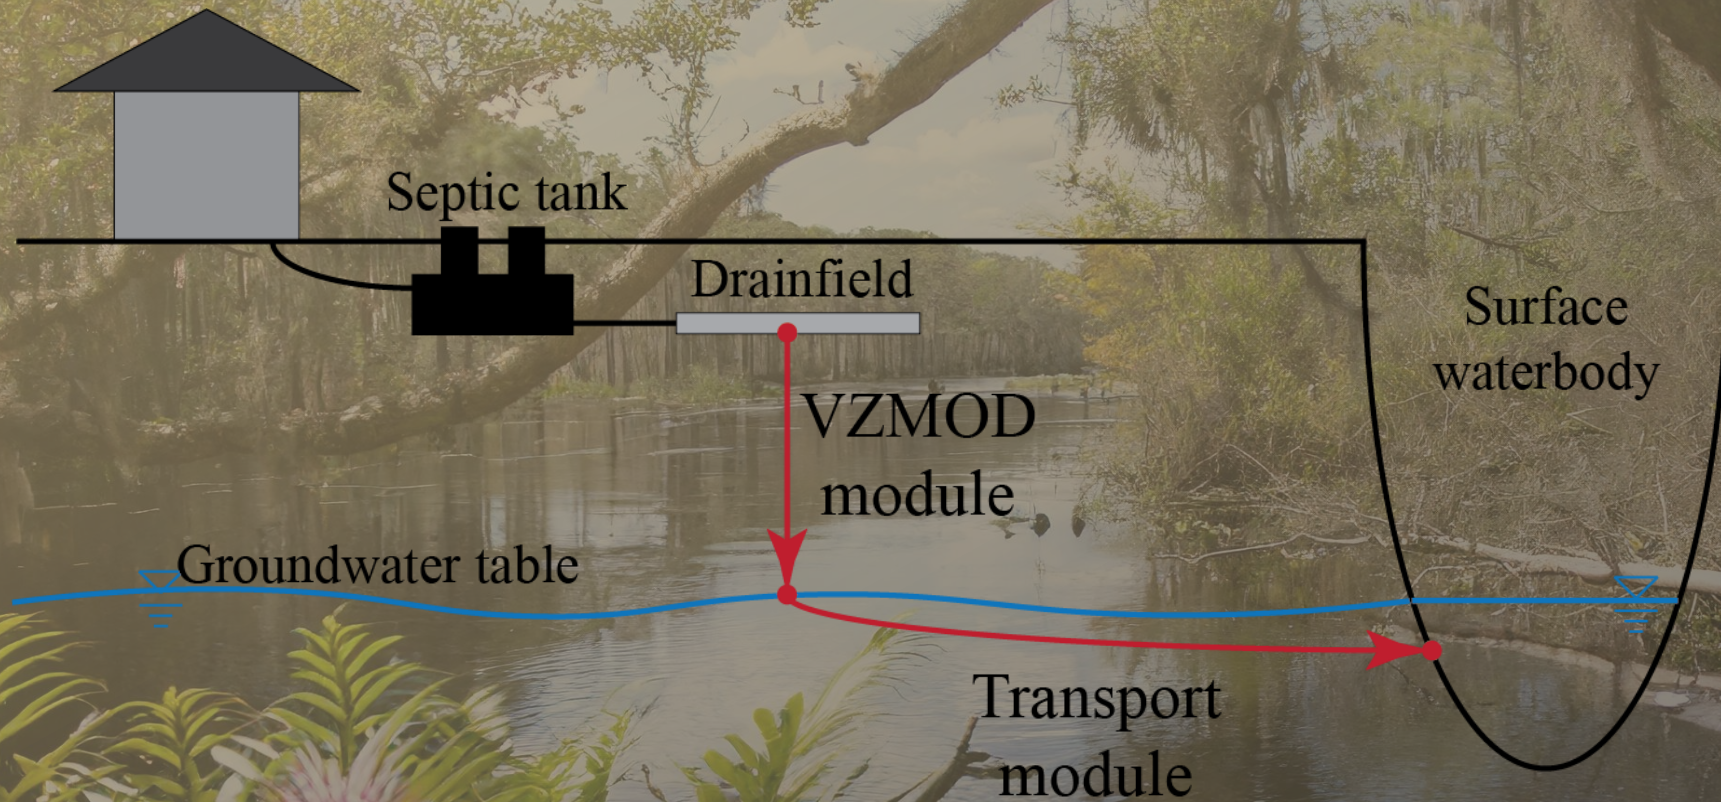 Septic tank
Drainfield
Surface
waterbody
VZMOD
module
Groundwater table
Transport
module